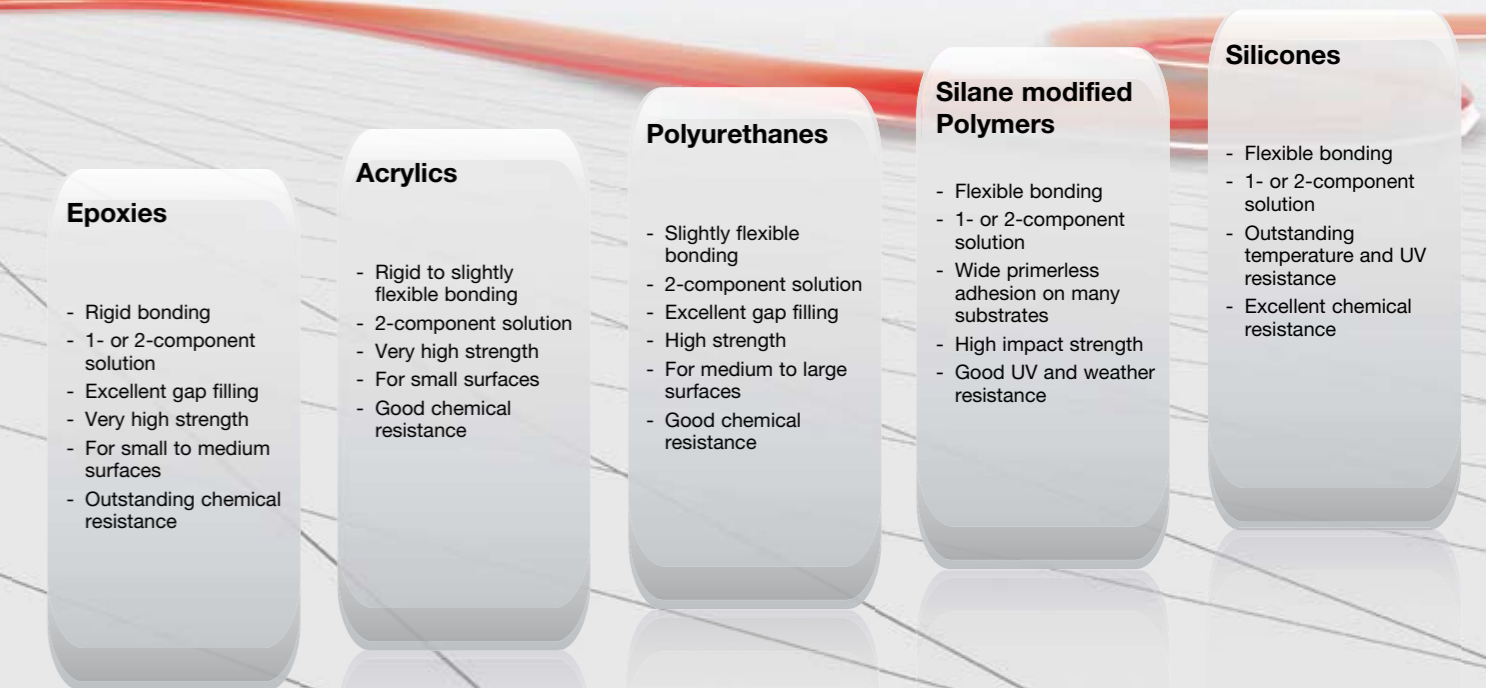 Epoxies
- Rigid bonding
- 1- or 2-component
solution
- Excellent gap filling
- Very high strength
- For small to medium
surfaces
- Outstanding chemical
resistance
Acrylics
- Rigid to slightly
flexible bonding
- 2-component solution
- Very high strength
- For small surfaces
- Good chemical
resistance
Polyurethanes
- Slightly flexible
bonding
- 2-component solution
- Excellent gap filling
- High strength
- For medium to large
surfaces
- Good chemical
resistance
Silane modified
Polymers
- Flexible bonding
- 1- or 2-component
solution
- Wide primerless
adhesion on many
substrates
- High impact strength
- Good UV and weather
resistance
Silicones
- Flexible bonding
- 1- or 2-component
solution
- Outstanding
temperature and UV
resistance
- Excellent chemical
resistance